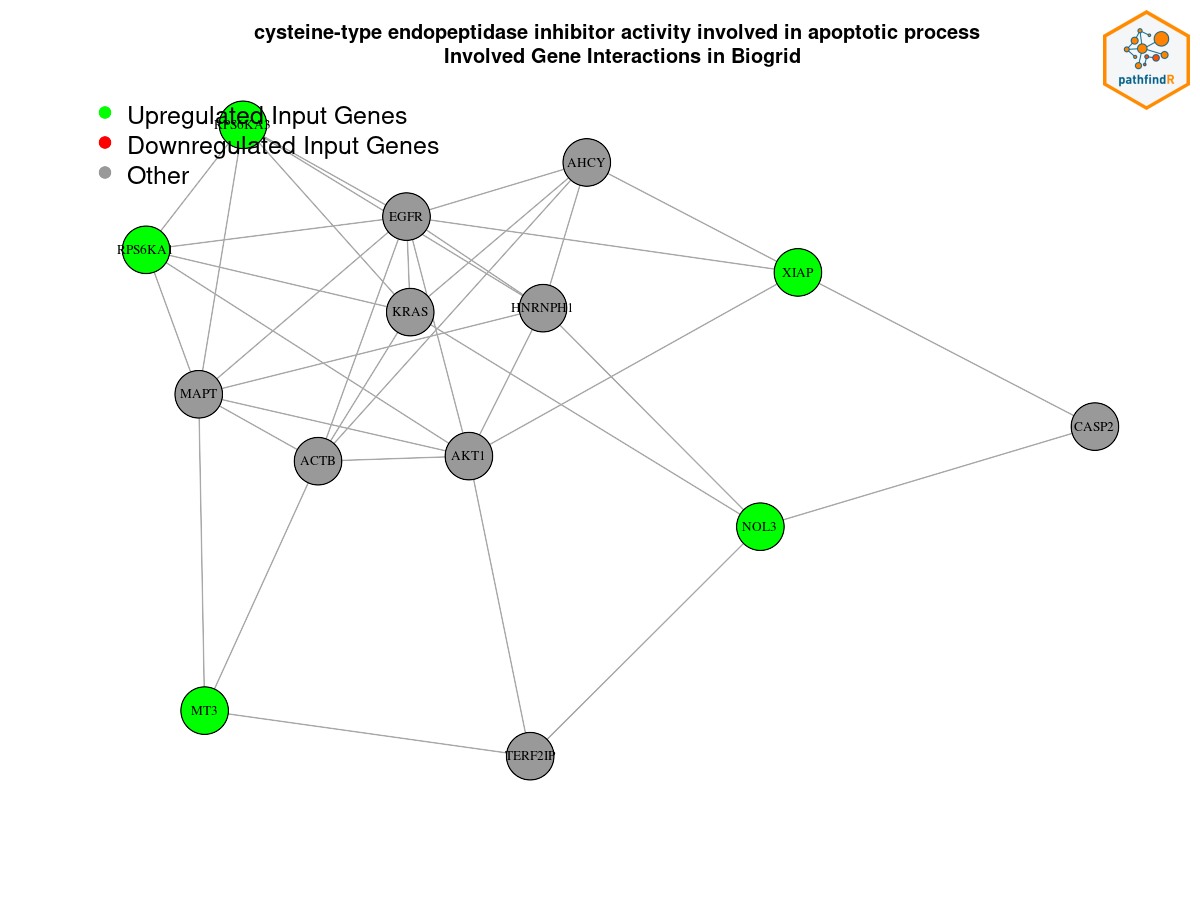 cysteine-type endopeptidase inhibitor activity involved in apoptotic process
Involved Gene Interactions in Biogrid
pathfindR
Upregulated Input Genes
Downregulated Input Genes
Other
RPS6KA3
AHCY
EGFR
RPS6KA1
XIAP
KRAS
HNRNPH1
MAPT
CASP2
ACTB
AKT1
NOL3
MT3
TERF2IP